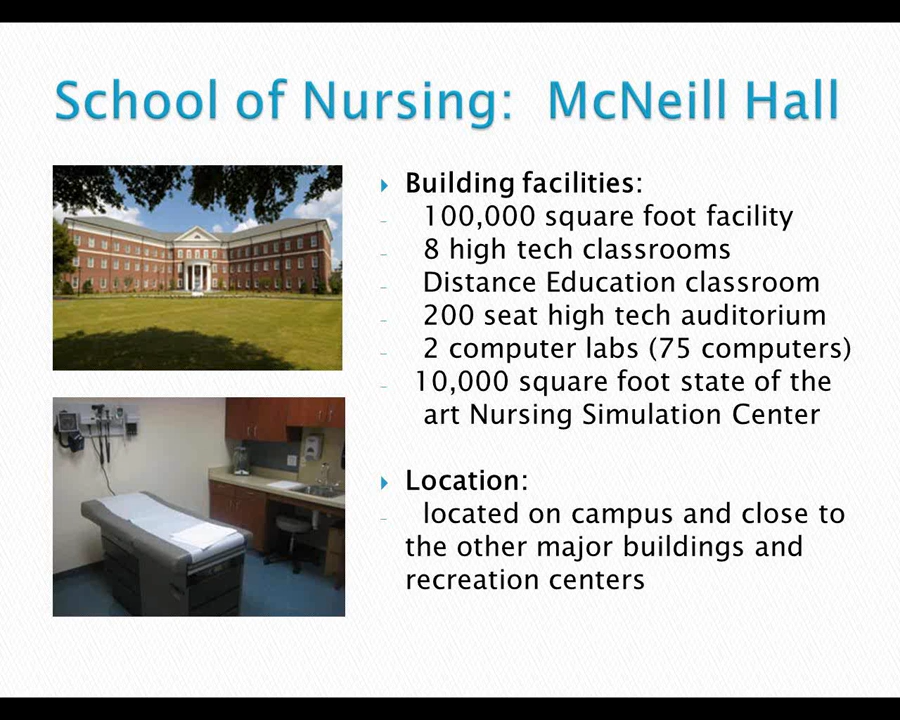 School of Nursing: McNeill Hall
Building facilities:
- 100,000 square foot facility
- 8 high tech classrooms
- Distance Education classroom
- 200 seat high tech auditorium
- 2 computer labs (75 computers)
- 10,000 square foot state of the
art Nursing Simulation Center
Location:
- located on campus and close to
the other major buildings and
recreation centers